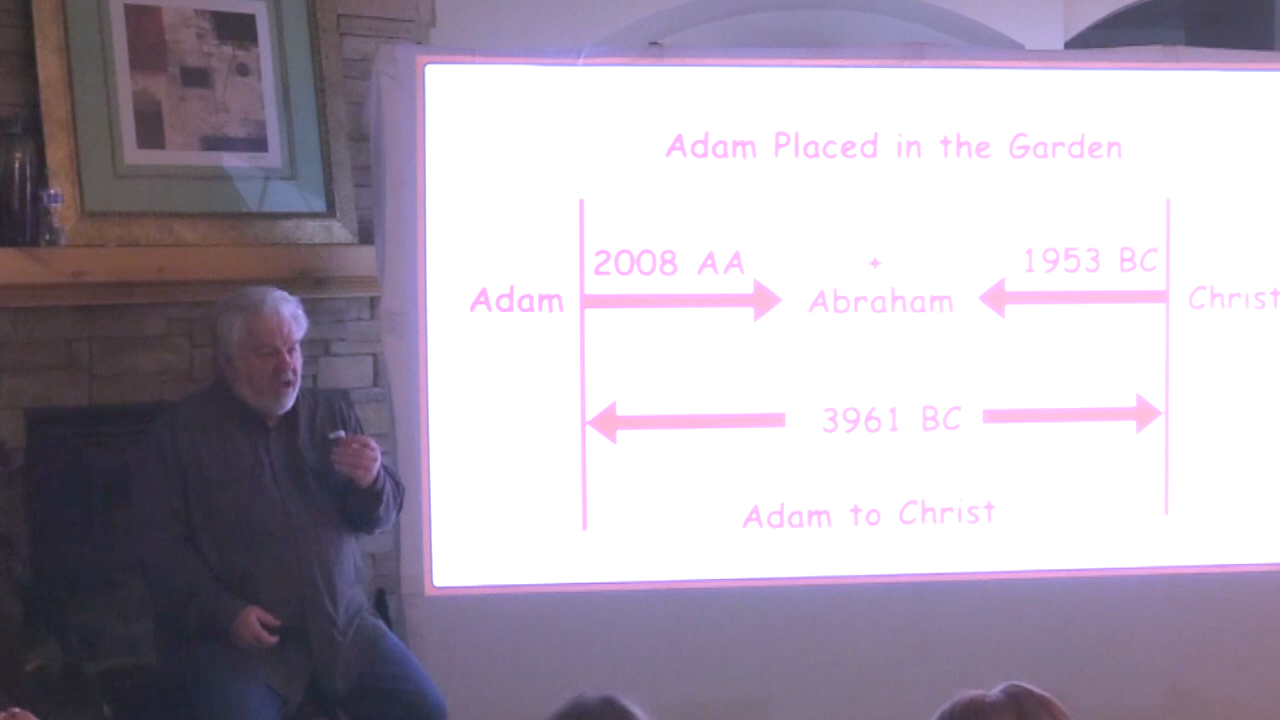 Adam Placed in the Garden
2008 AA + 1953 BC
Adam Abraham Christ
3961 BC
Adam to Christ